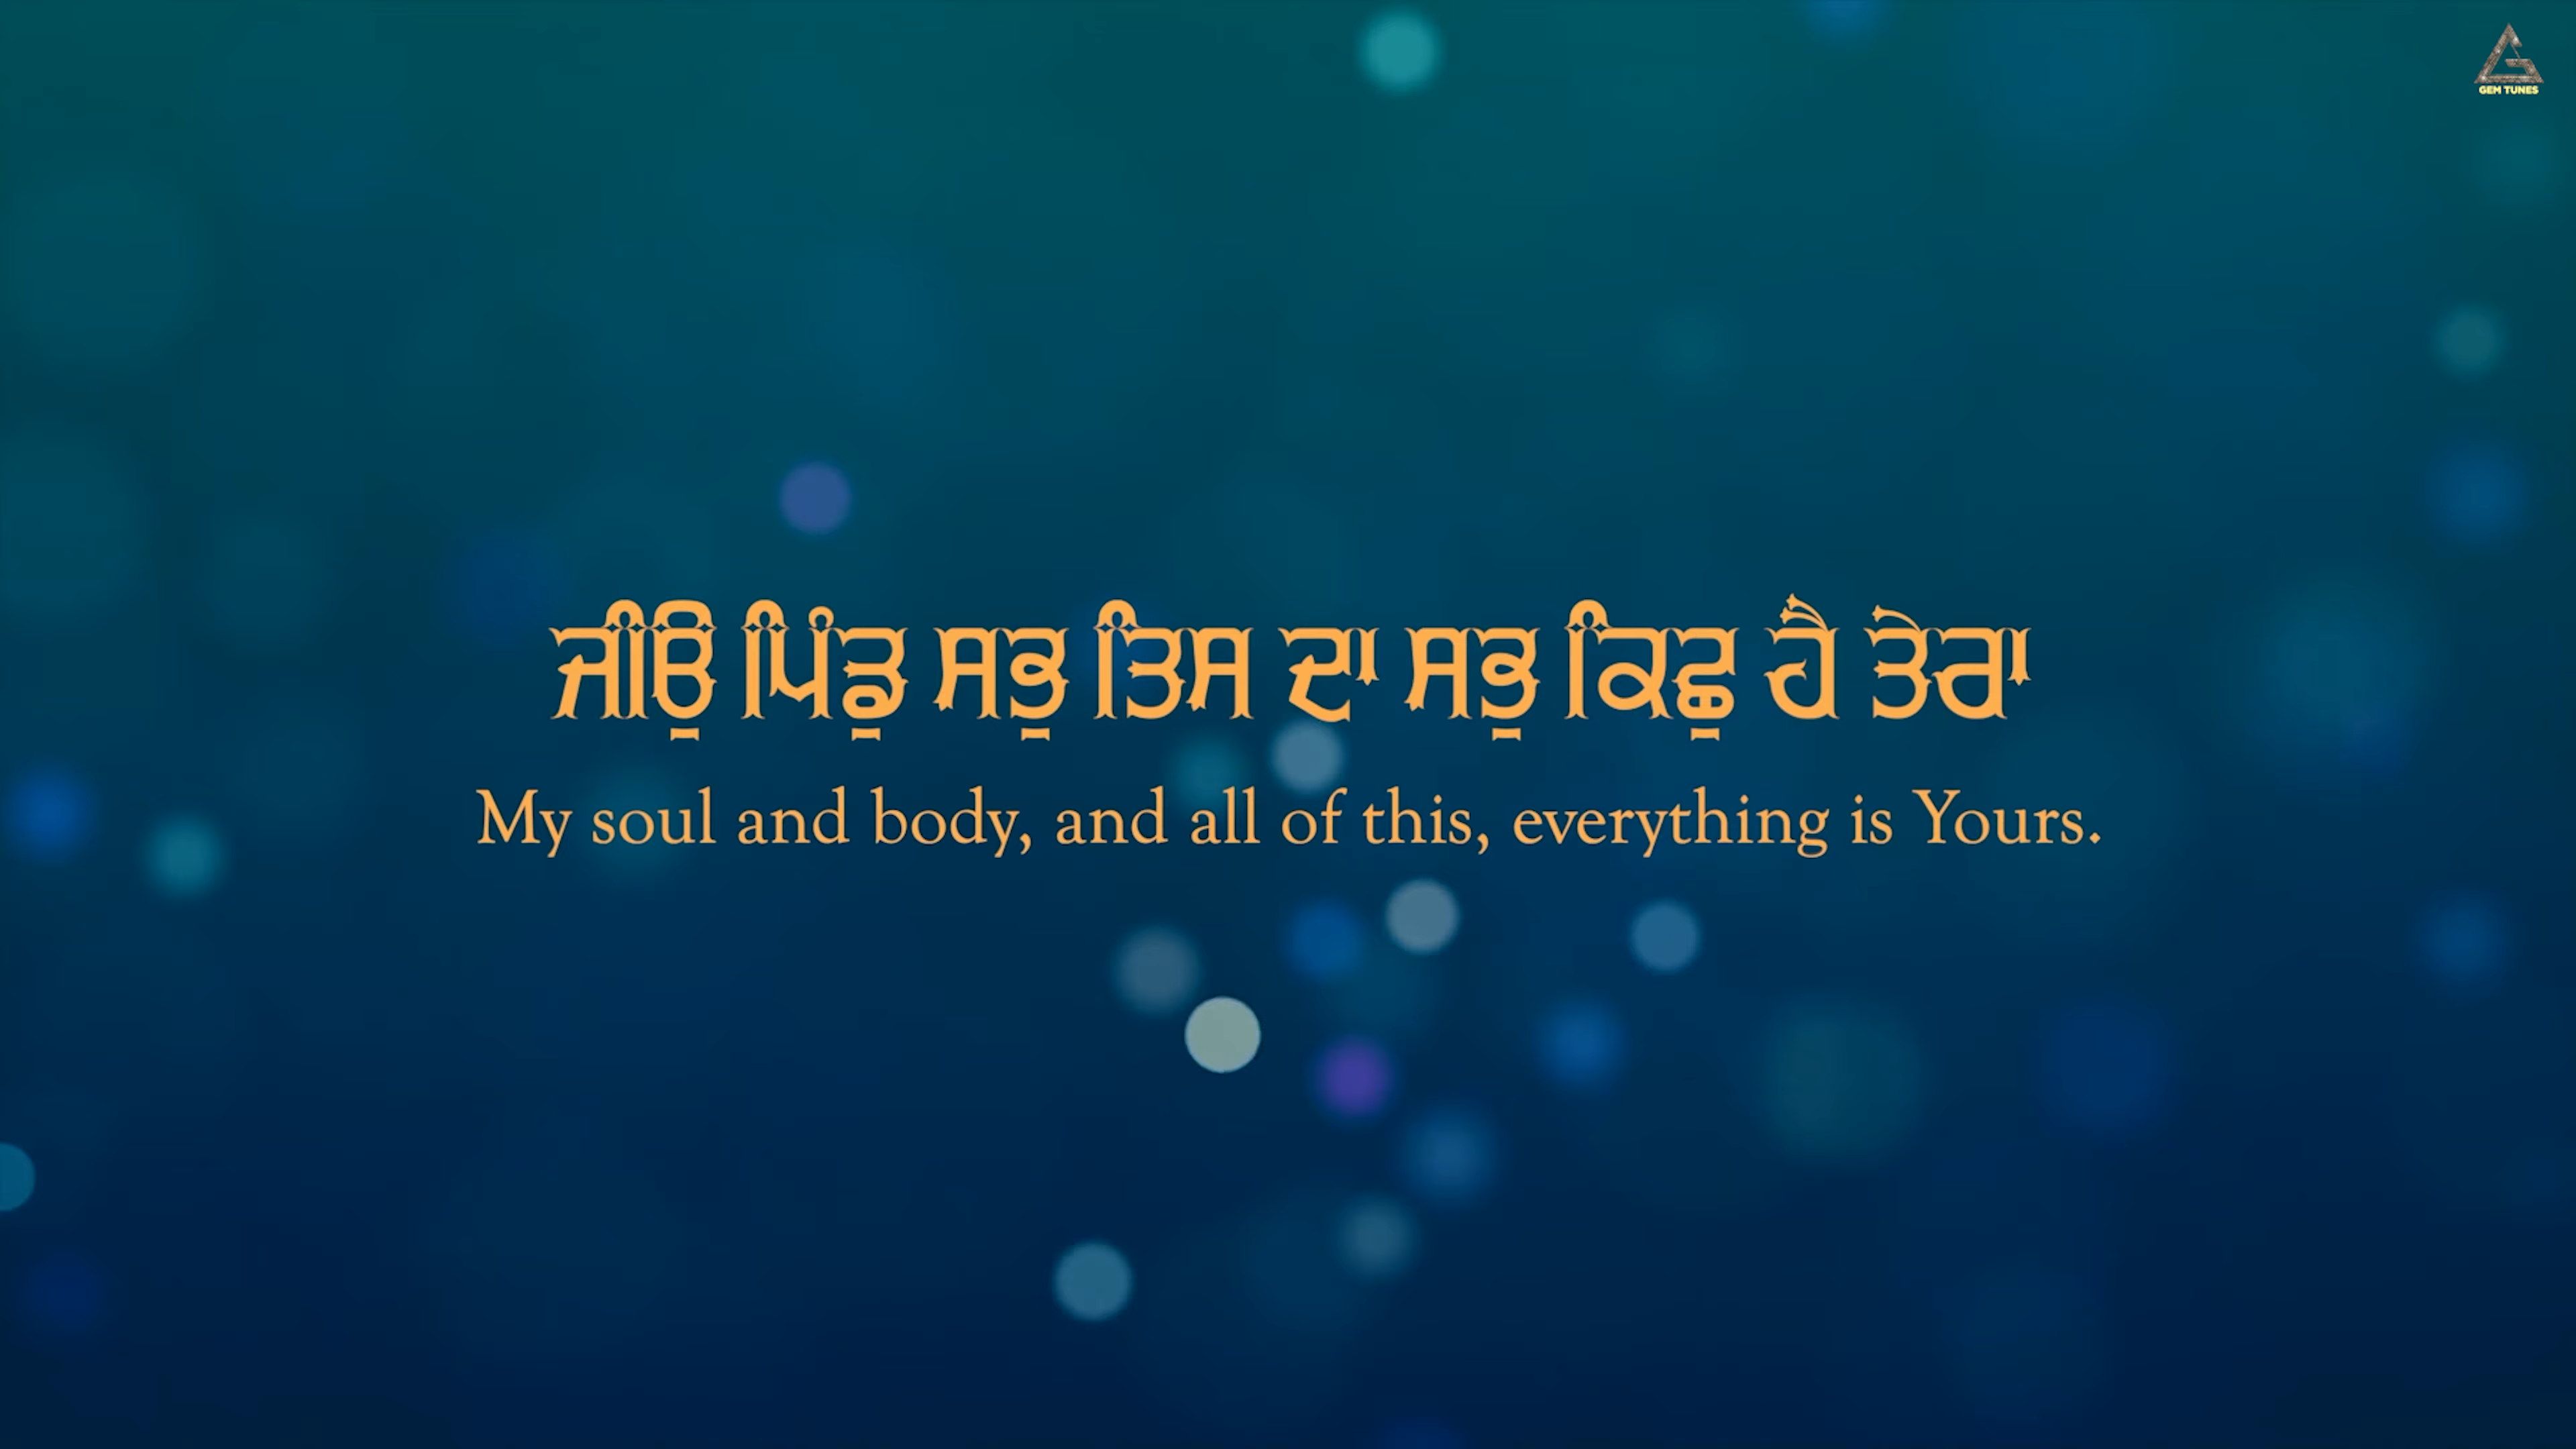 GEM TUNES
ਜੀਉ ਪਿੰਡੁ ਸਭੁ ਤਿਸ ਦਾ ਸਭੁ ਕਿਛੁ ਹੈ ਤੇਰਾ
My soul and body, and all of this, everything is Yours.